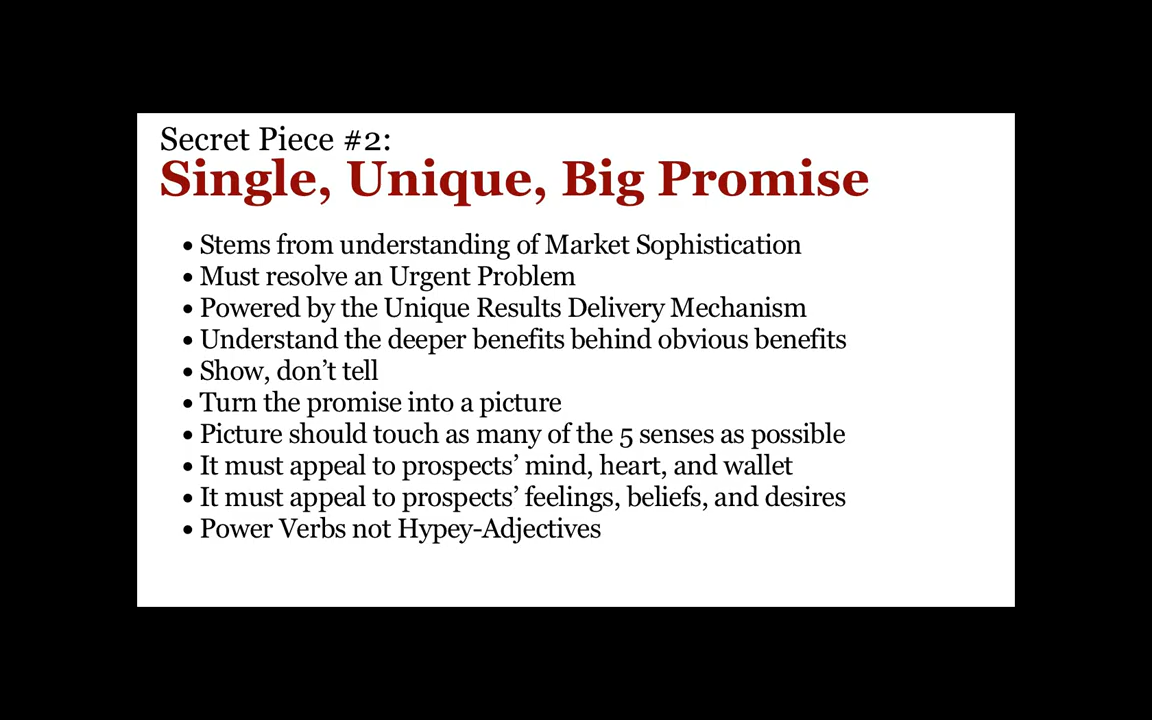 Secret Piece #2:
Single, Unique, Big Promise
• Stems from understanding of Market Sophistication
• Must resolve an Urgent Problem
• Powered by the Unique Results Delivery Mechanism
• Understand the deeper benefits behind obvious benefits
• Show, don’t tell
• Turn the promise into a picture
• Picture should touch as many of the 5 senses as possible
• It must appeal to prospects’ mind, heart, and wallet
• It must appeal to prospects’ feelings, beliefs, and desires
• Power Verbs not Hypey-Adjectives